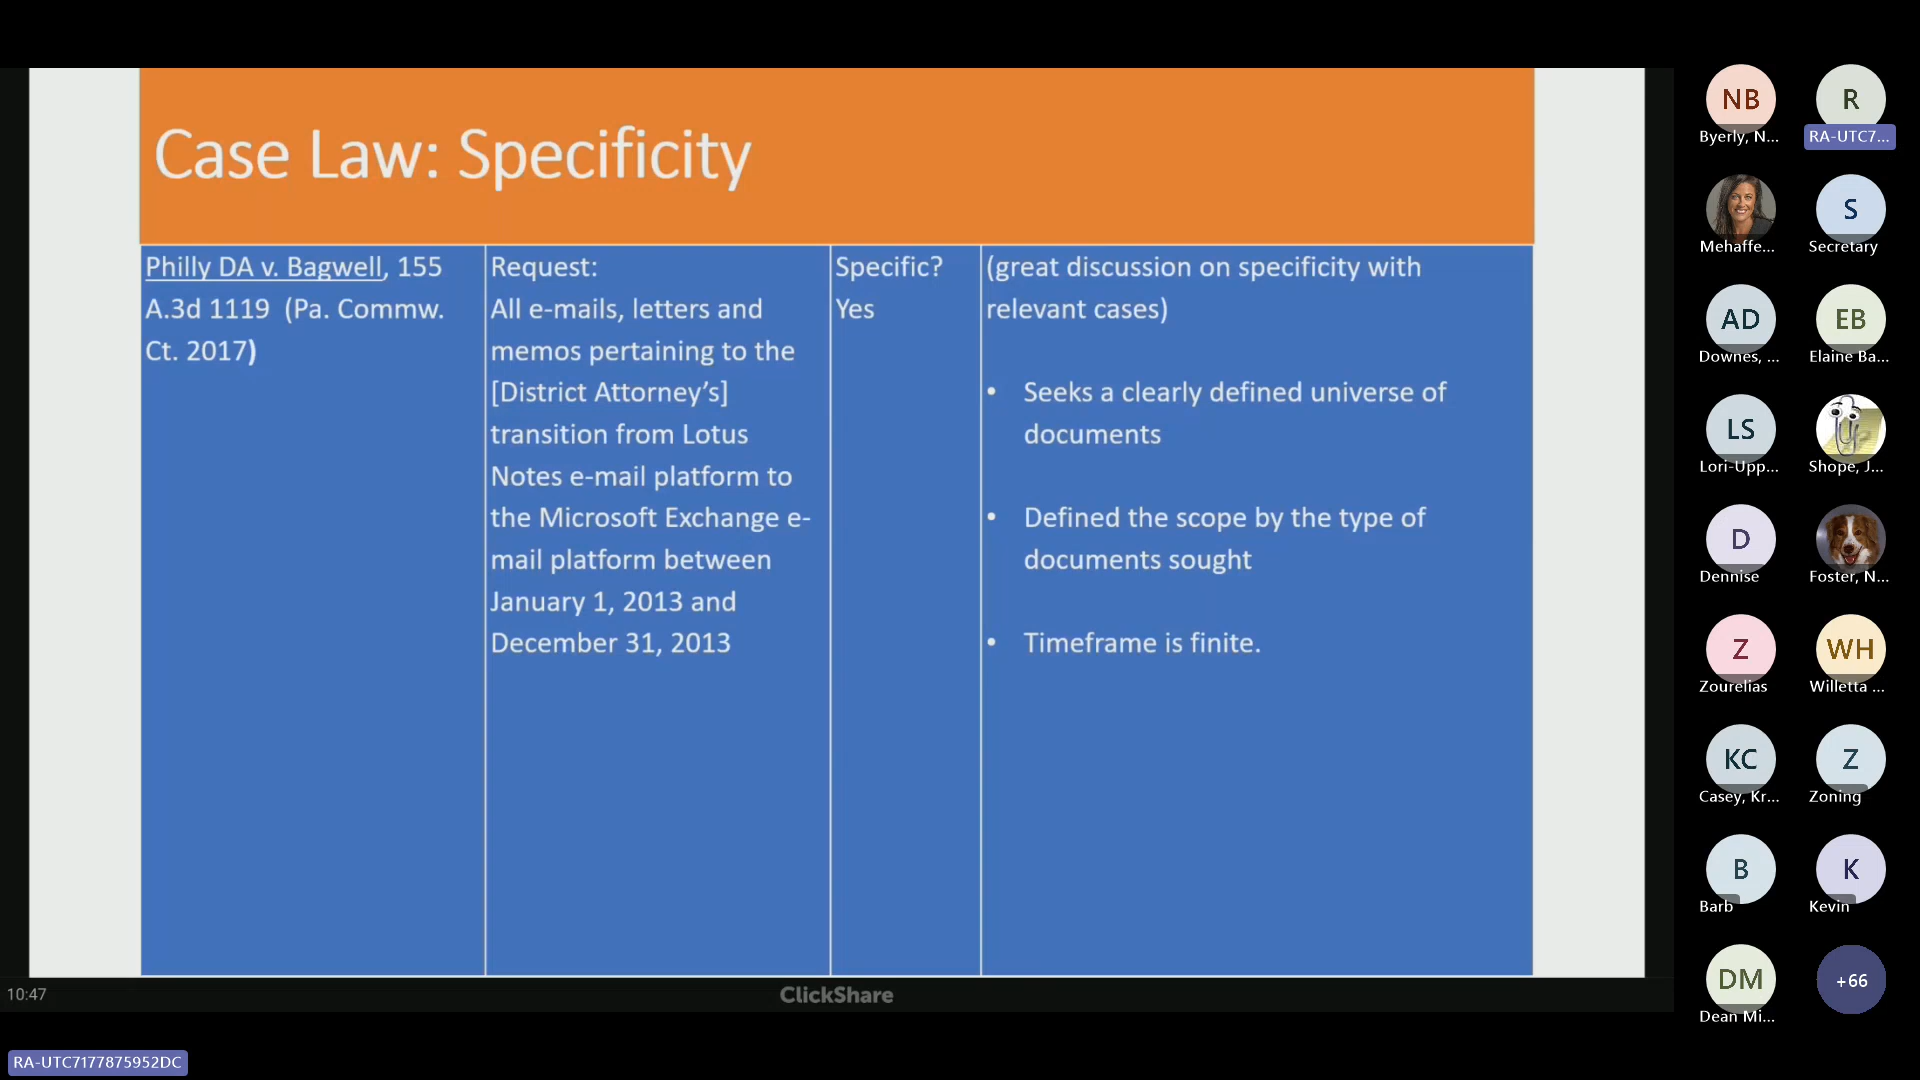 Case Law: Specificity
Philly DA v. Bagwell, 155
A.3d 1119  (Pa. Commw.
Ct. 2017)
Request:
All e-mails, letters and
memos pertaining to the
[District Attorney’s]
transition from Lotus
Notes e-mail platform to
the Microsoft Exchange e-
mail platform between
January 1, 2013 and
December 31, 2013
Specific?
Yes
(great discussion on specificity with
relevant cases)
• Seeks a clearly defined universe of
documents
• Defined the scope by the type of
documents sought
• Timeframe is finite.
10:47
ClickShare
RA-UTC7177875952DC
NB
Byerly, N...
R
RA-UTC7...
Mehaffe...
S
Secretary
AD
Downes, ...
EB
Elaine Ba...
LS
Lori-Upp...
Shope, J...
D
Dennise
Foster, N...
Z
Zourelias
WH
Willetta ...
KC
Casey, Kr...
Z
Zoning
B
Barb
K
Kevin
DM
Dean Mi...
+66